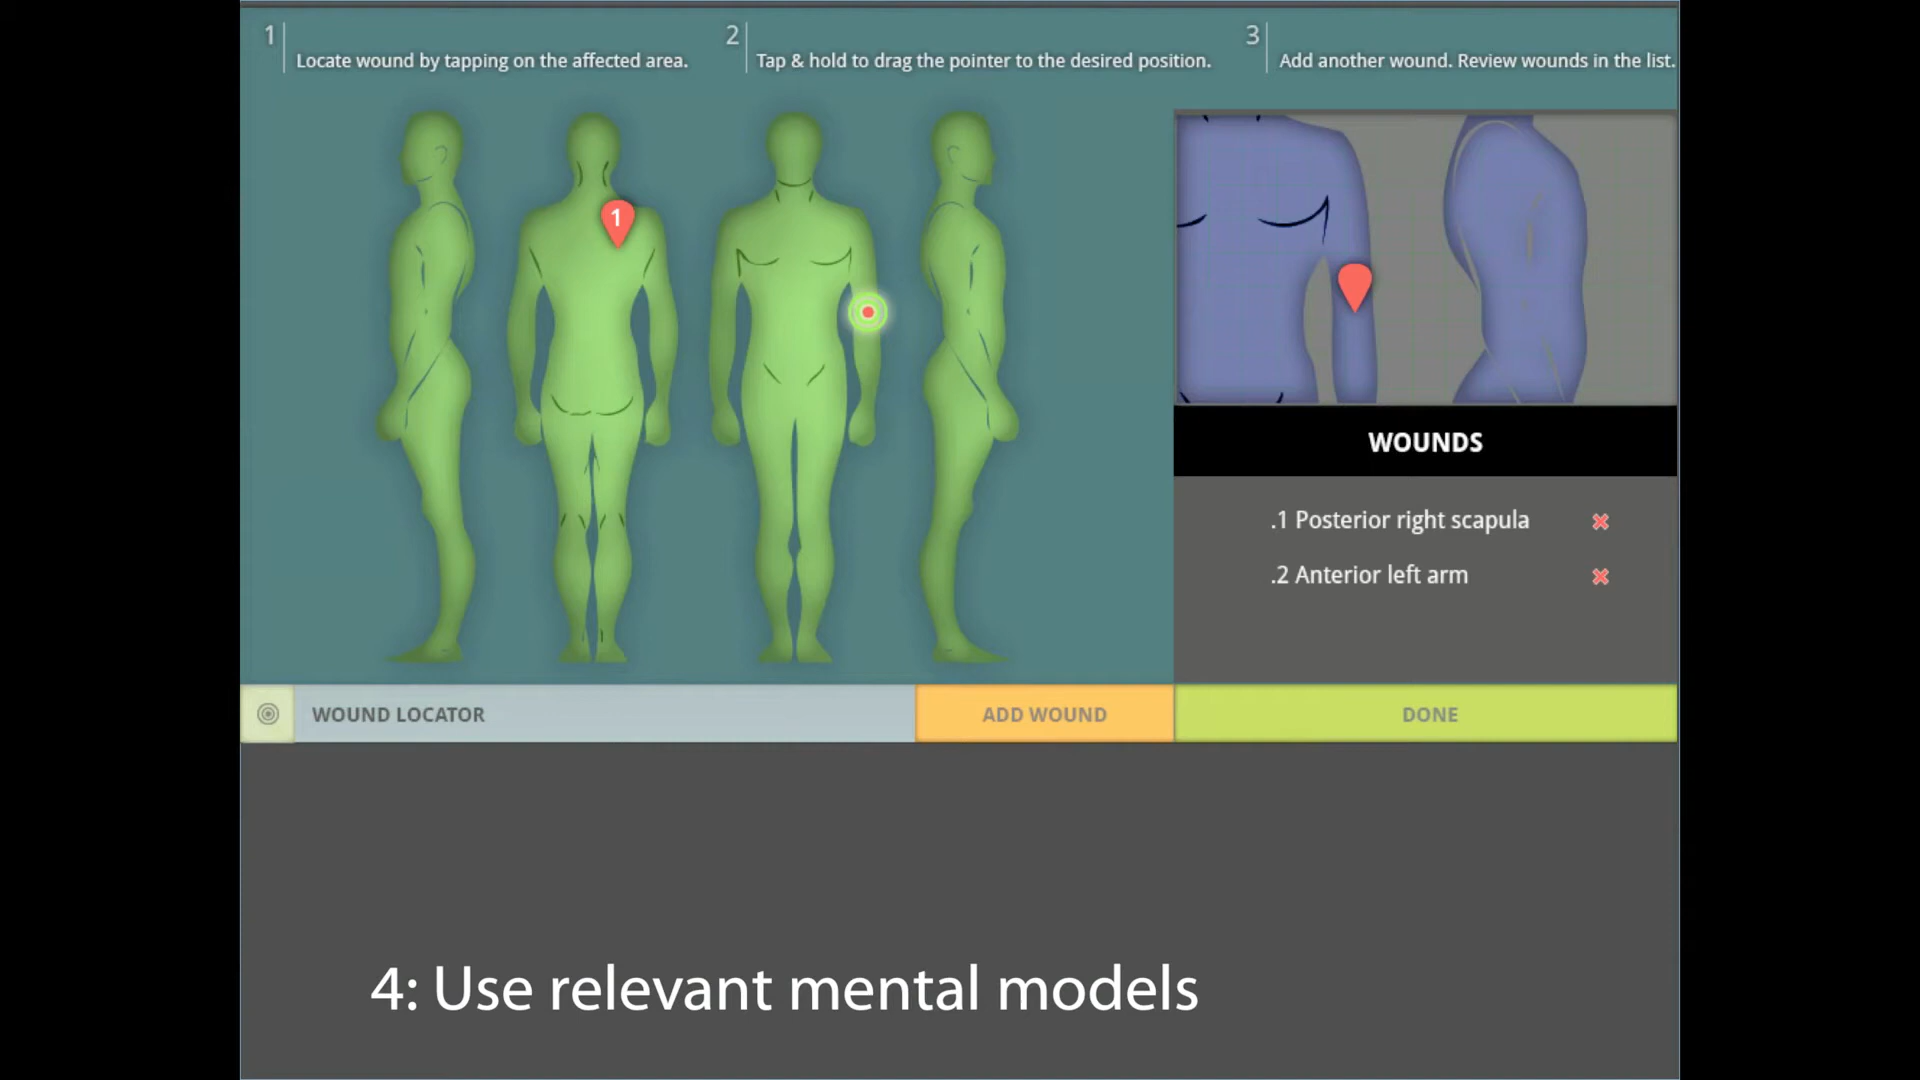 1
Locate wound by tapping on the affected area.
2
Tap & hold to drag the pointer to the desired position.
3
Add another wound. Review wounds in the list.
1
WOUNDS
.1 Posterior right scapula
.2 Anterior left arm
WOUND LOCATOR
ADD WOUND
DONE
4: Use relevant mental models